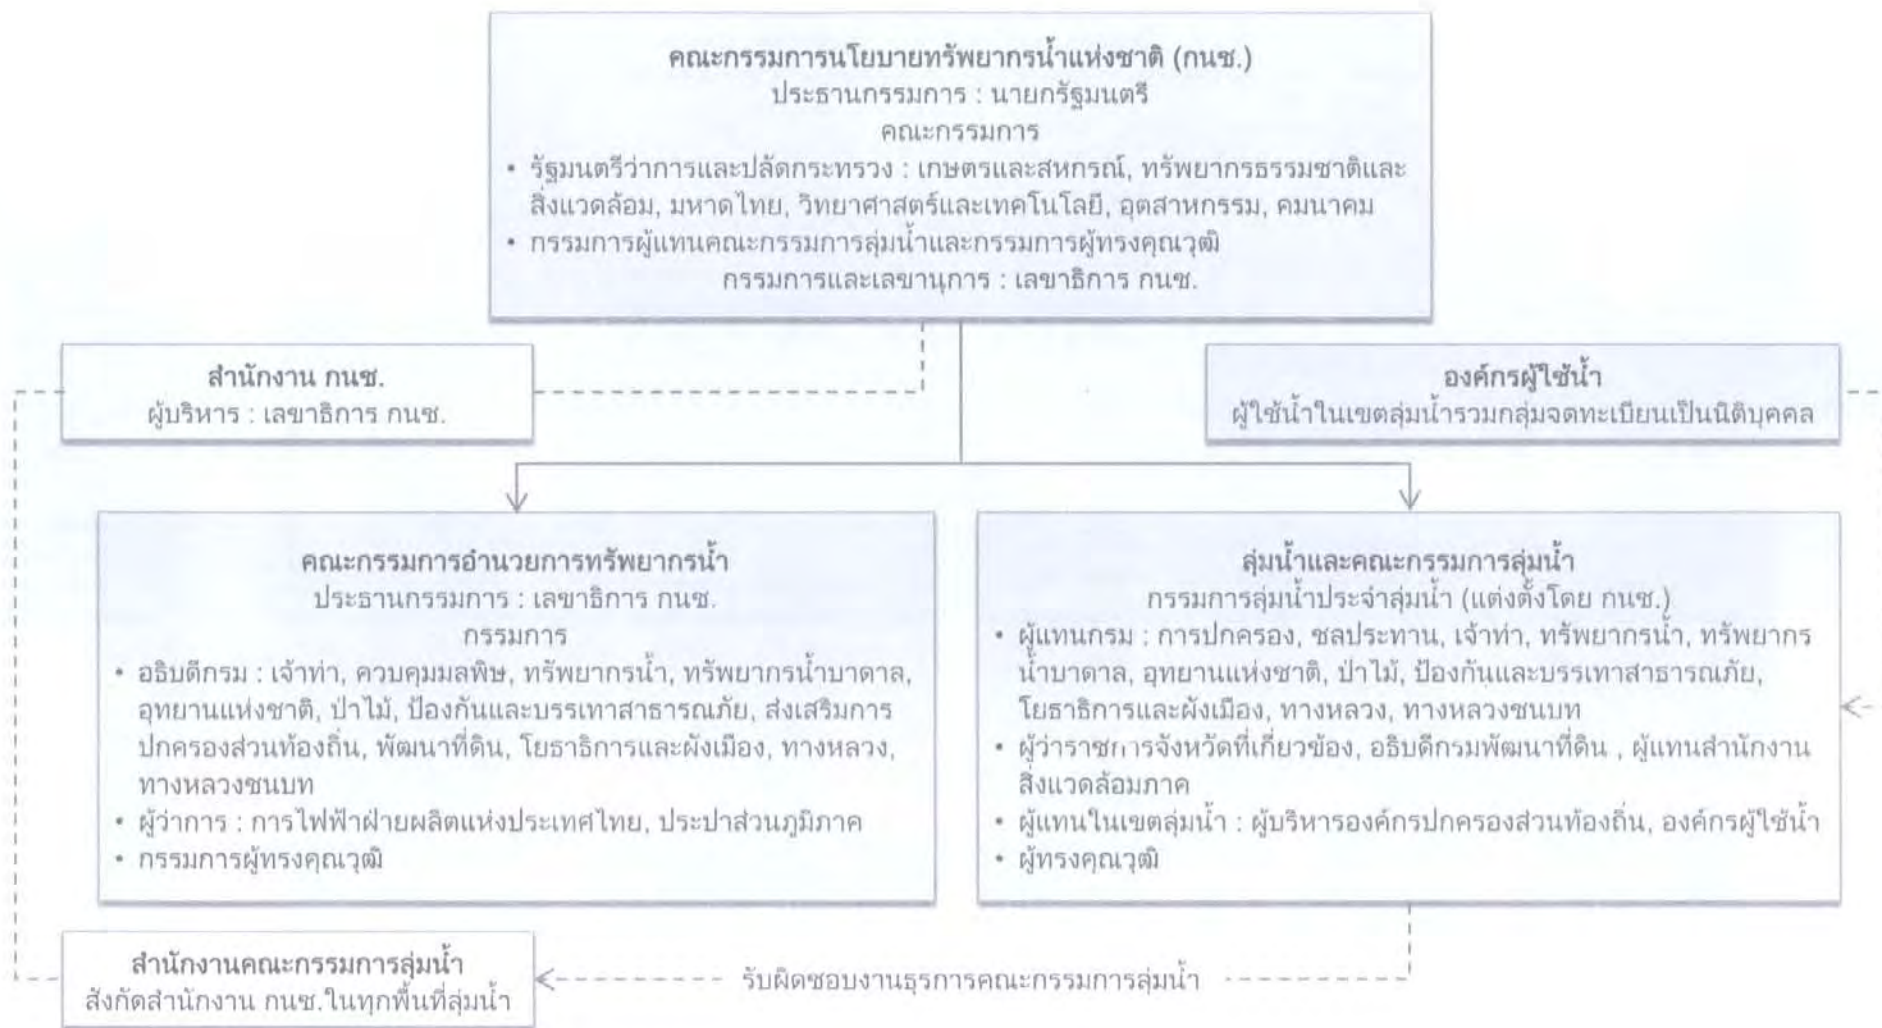 คณะกรรมการนโยบายทรัพยากรน้ำแห่งชาติ (กนช.)
ประธานกรรมการ : นายกรัฐมนตรี
คณะกรรมการ
• รัฐมนตรีว่าการและปลัดกระทรวง : เกษตรและสหกรณ์, ทรัพยากรธรรมชาติและ
สิ่งแวดล้อม, มหาดไทย, วิทยาศาสตร์และเทคโนโลยี, อุตสาหกรรม, คมนาคม
• กรรมการผู้แทนคณะกรรมการลุ่มน้ำและกรรมการผู้ทรงคุณวุฒิ
กรรมการและเลขานุการ : เลขาธิการ กนช.
สำนักงาน กนช.
ผู้บริหาร : เลขาธิการ กนช.
องค์กรผู้ใช้น้ำ
ผู้ใช้น้ำในเขตลุ่มน้ำรวมกลุ่มจดทะเบียนเป็นนิติบุคคล
คณะกรรมการอำนวยการทรัพยากรน้ำ
ประธานกรรมการ : เลขาธิการ กนช.
กรรมการ
• อธิบดีกรม : เจ้าท่า, ควบคุมมลพิษ, ทรัพยากรน้ำ, ทรัพยากรน้ำบาดาล,
อุทยานแห่งชาติ, ป่าไม้, ป้องกันและบรรเทาสาธารณภัย, ส่งเสริมการ
ปกครองส่วนท้องถิ่น, พัฒนาที่ดิน, โยธาธิการและผังเมือง, ทางหลวง,
ทางหลวงชนบท
• ผู้ว่าการ : การไฟฟ้าฝ่ายผลิตแห่งประเทศไทย, ประปาส่วนภูมิภาค
• กรรมการผู้ทรงคุณวุฒิ
ลุ่มน้ำและคณะกรรมการลุ่มน้ำ
กรรมการลุ่มน้ำประจำลุ่มน้ำ (แต่งตั้งโดย กนช.)
• ผู้แทนกรม : การปกครอง, ชลประทาน, เจ้าท่า, ทรัพยากรน้ำ, ทรัพยากร
น้ำบาดาล, อุทยานแห่งชาติ, ป่าไม้, ป้องกันและบรรเทาสาธารณภัย,
โยธาธิการและผังเมือง, ทางหลวง, ทางหลวงชนบท
• ผู้ว่าราชการจังหวัดที่เกี่ยวข้อง, อธิบดีกรมพัฒนาที่ดิน , ผู้แทนสำนักงาน
สิ่งแวดล้อมภาค
• ผู้แทนในเขตลุ่มน้ำ : ผู้บริหารองค์กรปกครองส่วนท้องถิ่น, องค์กรผู้ใช้น้ำ
• ผู้ทรงคุณวุฒิ
สำนักงานคณะกรรมการลุ่มน้ำ
สังกัดสำนักงาน กนช.ในทุกพื้นที่ลุ่มน้ำ
รับผิดชอบงานธุรการคณะกรรมการลุ่มน้ำ